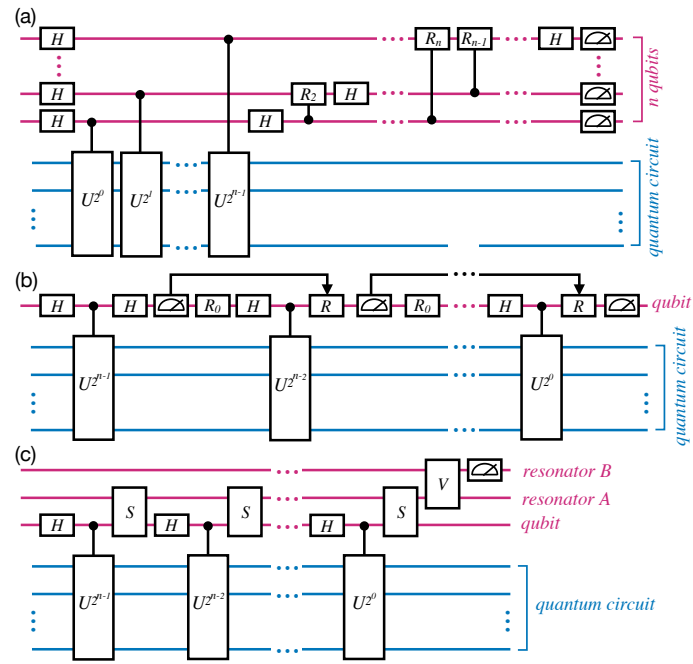 (a)
H R_n R_{n-1} H
H R_2 H
H H
n qubits
U^{2^0} U^{2^1} U^{2^{n-1}}
quantum circuit
(b)
H H R_0 H R R_0 H R qubit
U^{2^{n-1}} U^{2^{n-2}} U^{2^0}
quantum circuit
(c)
resonator B
V
S S S resonator A
H H H qubit
U^{2^{n-1}} U^{2^{n-2}} U^{2^0}
quantum circuit